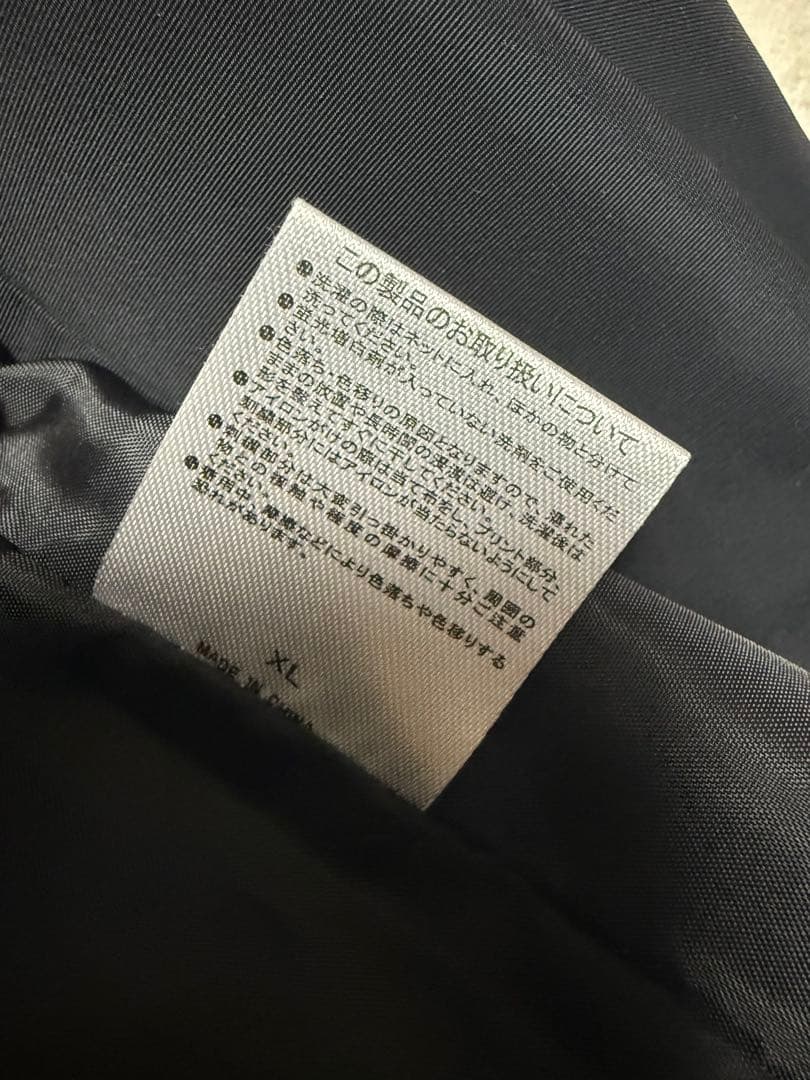 この製品のお取り扱いについて
●洗濯の際はネットに入れ、ほかの物と分けて
洗ってください。
●蛍光増白剤が入っていない洗剤をご使用くだ
さい。
●色落ち、色移りの原因となりますので、濡れた
ままの放置や長時間の浸漬は避け、洗濯後は
形を整えてすぐに干してください。
●アイロンがけの際は当て布をし、プリント部分、
刺繍部分にはアイロンが当たらないようにして
ください。
●刺繍部分は大変引っ掛かりやすく、周囲の
物との接触や過度の摩擦に十分ご注意
ください。
●着用中、摩擦などにより色落ちや色移りする
恐れがあります。
XL
MADE IN CHINA